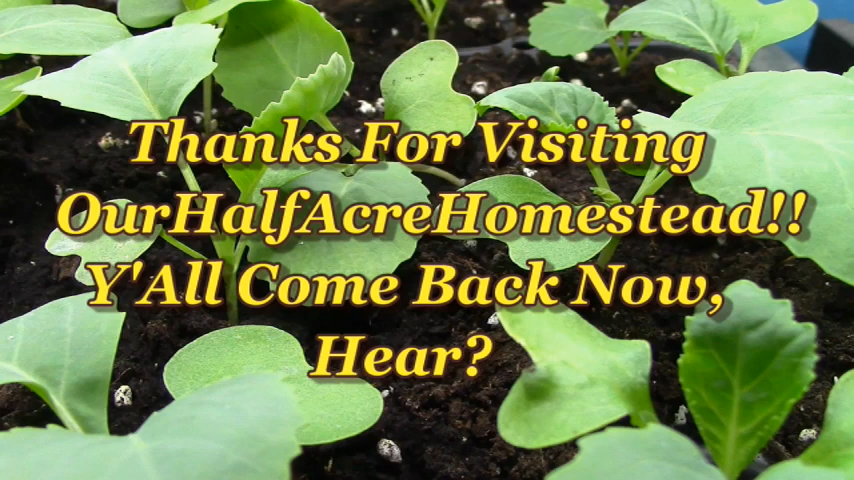 Thanks For Visiting
OurHalfAcreHomestead!!
Y'All Come Back Now,
Hear?